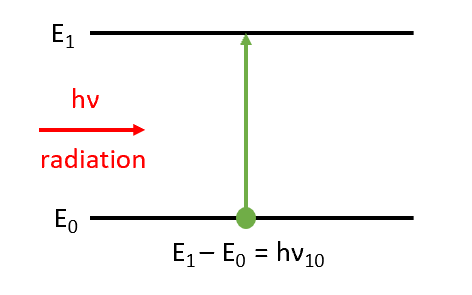 E₁
hν
radiation
E₀
E₁ – E₀ = hν₁₀